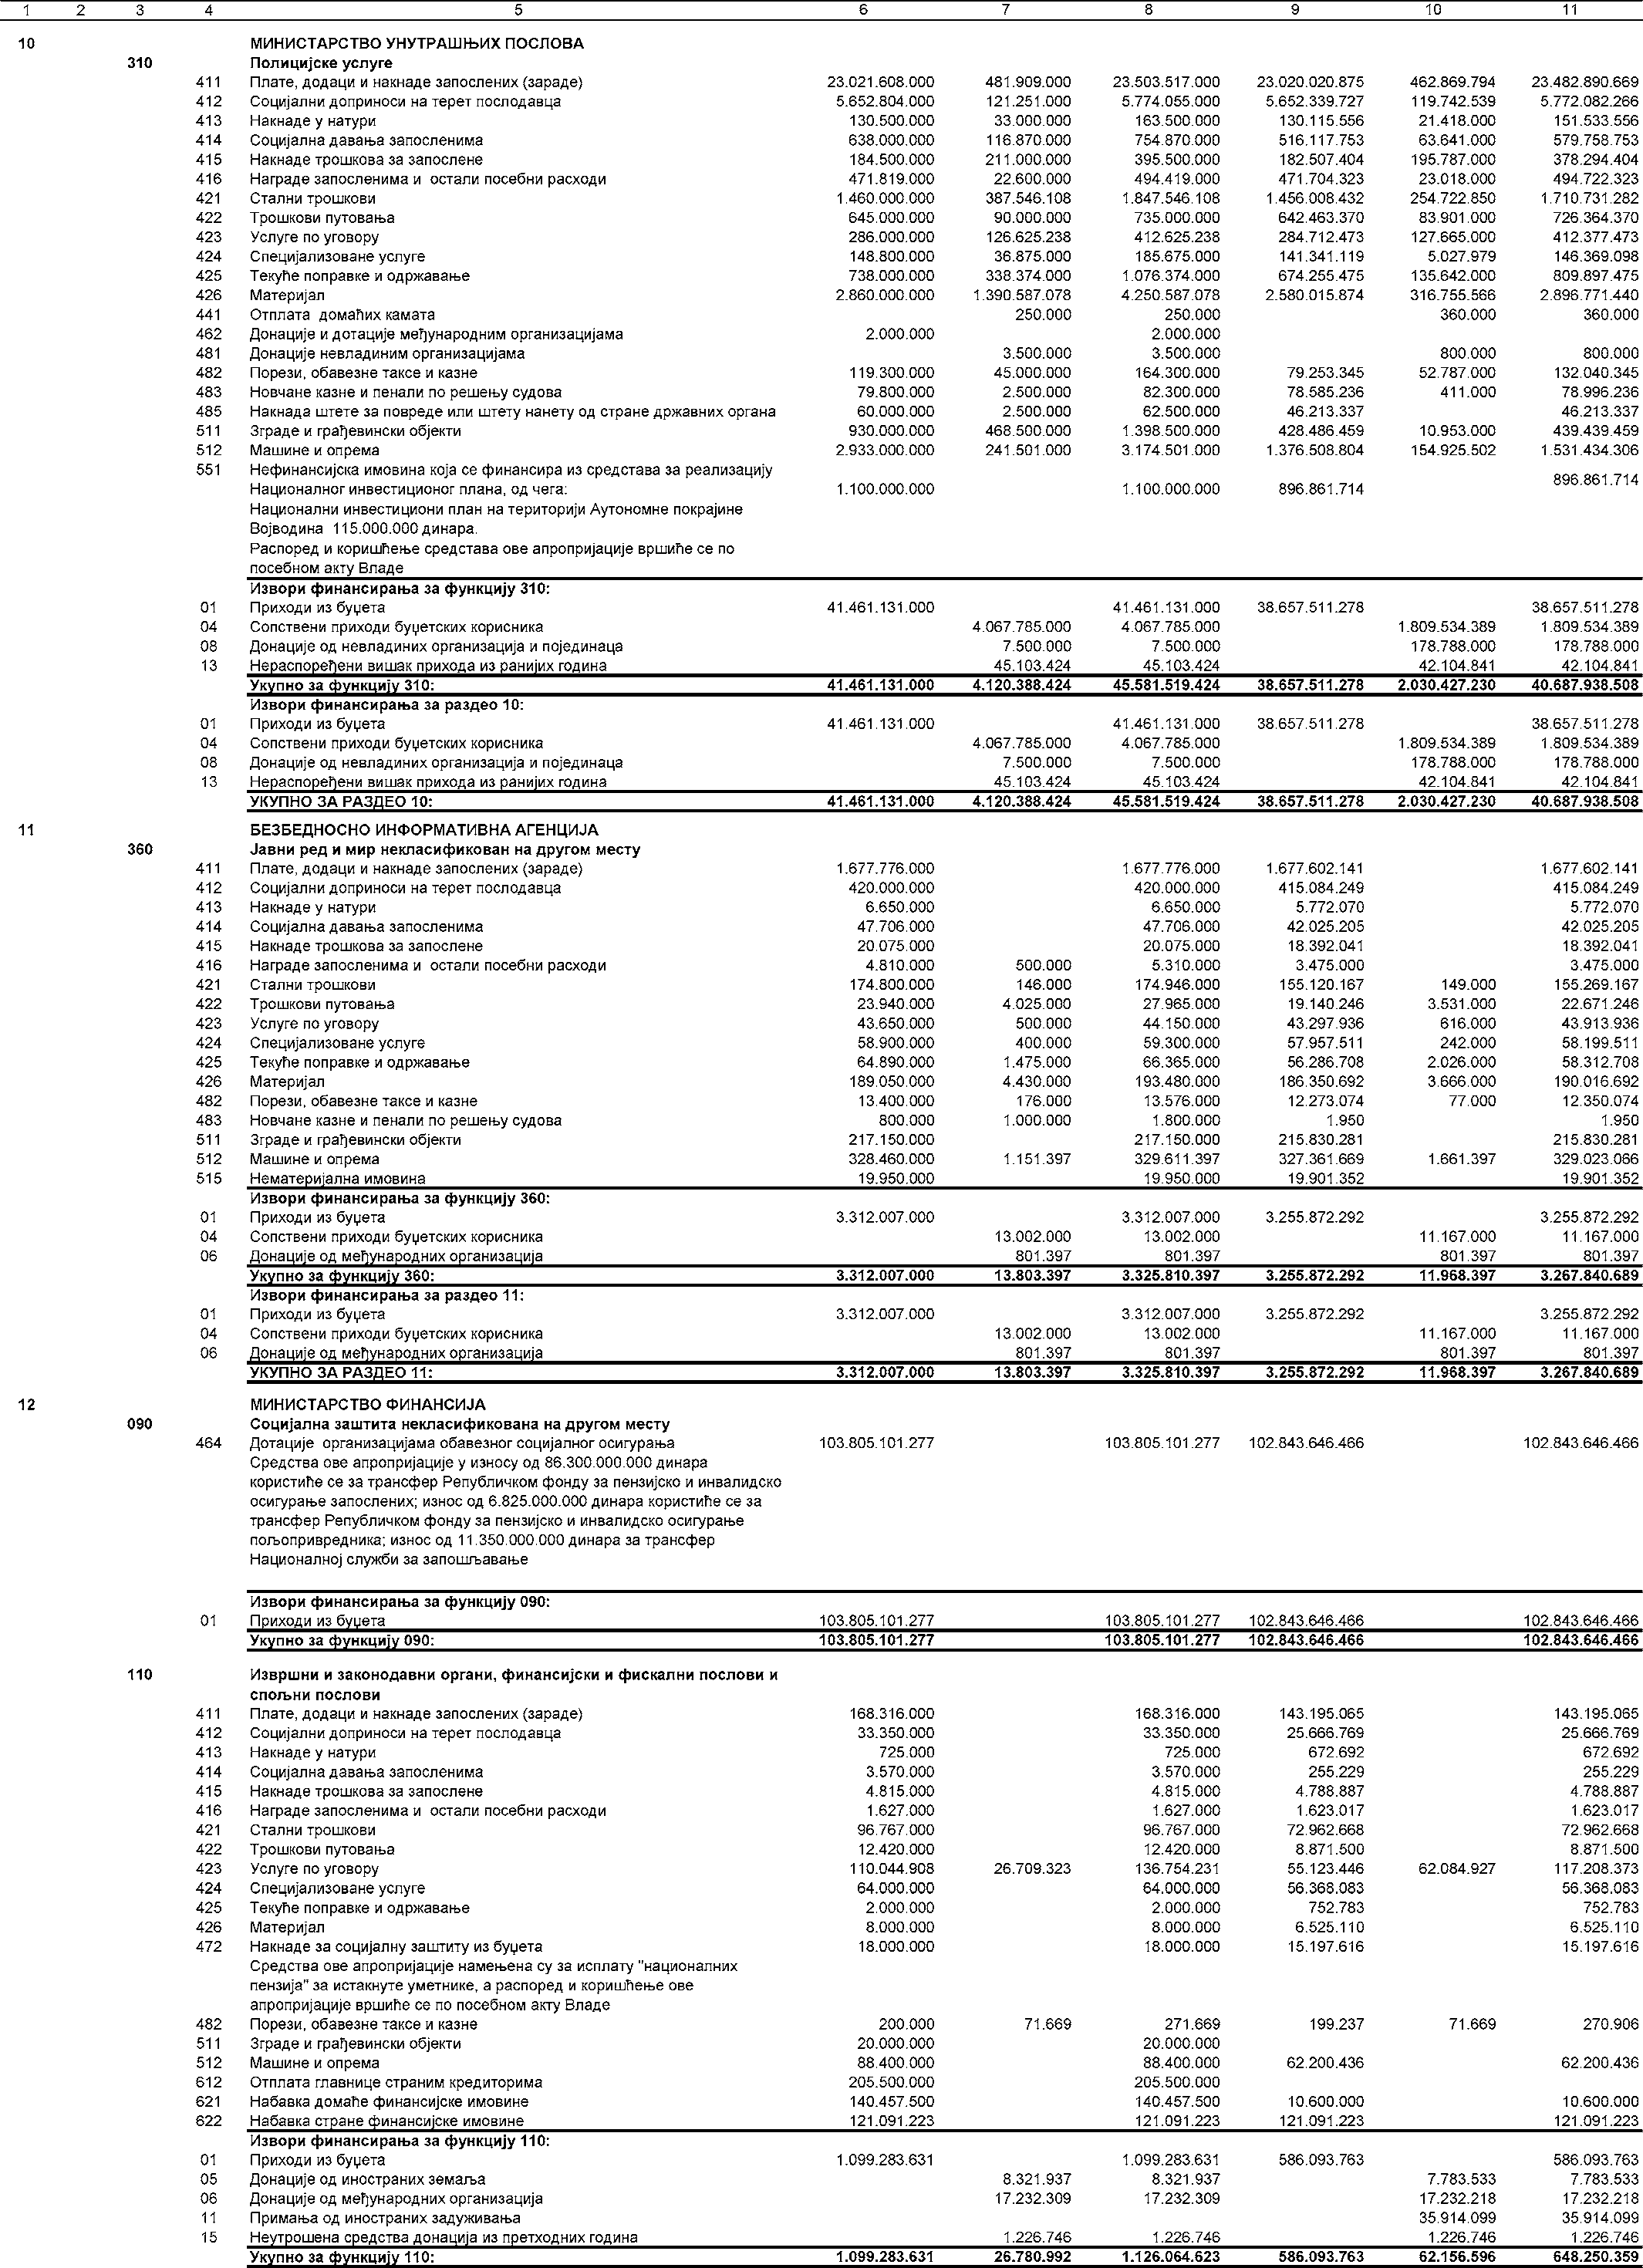 1 2 3 4 5 6 7 8 9 10 11
10 МИНИСТАРСТВО УНУТРАШЊИХ ПОСЛОВА
310 Полицијске услуге
411 Плате, додаци и накнаде запослених (зараде) 23.021.608.000 481.909.000 23.503.517.000 23.020.020.875 462.869.794 23.482.890.669
412 Социјални доприноси на терет послодавца 5.652.804.000 121.251.000 5.774.055.000 5.652.339.727 119.742.539 5.772.082.266
413 Накнаде у натури 130.500.000 33.000.000 163.500.000 130.115.556 21.418.000 151.533.556
414 Социјална давања запосленима 638.000.000 116.870.000 754.870.000 516.117.753 63.641.000 579.758.753
415 Накнаде трошкова за запослене 184.500.000 211.000.000 395.500.000 182.507.404 195.787.000 378.294.404
416 Награде запосленима и остали посебни расходи 471.819.000 22.600.000 494.419.000 471.704.323 23.018.000 494.722.323
421 Стални трошкови 1.460.000.000 387.546.108 1.847.546.108 1.456.008.432 254.722.850 1.710.731.282
422 Трошкови путовања 645.000.000 90.000.000 735.000.000 642.463.370 83.901.000 726.364.370
423 Услуге по уговору 286.000.000 126.625.238 412.625.238 284.712.473 127.665.000 412.377.473
424 Специјализоване услуге 148.800.000 36.875.000 185.675.000 141.341.119 5.027.979 146.369.098
425 Текуће поправке и одржавање 738.000.000 338.374.000 1.076.374.000 674.255.475 135.642.000 809.897.475
426 Материјал 2.860.000.000 1.390.587.078 4.250.587.078 2.580.015.874 316.755.566 2.896.771.440
441 Отплата домаћих камата 250.000 250.000 360.000 360.000
462 Донације и дотације међународним организацијама 2.000.000 2.000.000
481 Донације невладиним организацијама 3.500.000 3.500.000 800.000 800.000
482 Порези, обавезне таксе и казне 119.300.000 45.000.000 164.300.000 79.253.345 52.787.000 132.040.345
483 Новчане казне и пенали по решењу судова 79.800.000 2.500.000 82.300.000 78.585.236 411.000 78.996.236
485 Накнада штете за повреде или штету нанету од стране државних органа 60.000.000 2.500.000 62.500.000 46.213.337 46.213.337
511 Зграде и грађевински објекти 930.000.000 468.500.000 1.398.500.000 428.486.459 10.953.000 439.439.459
512 Машине и опрема 2.933.000.000 241.501.000 3.174.501.000 1.376.508.804 154.925.502 1.531.434.306
551 Нефинансијска имовина која се финансира из средстава за реализацију
Националног инвестиционог плана, од чега: 1.100.000.000 1.100.000.000 896.861.714 896.861.714
Национални инвестициони план на територији Аутономне покрајине
Војводина 115.000.000 динара.
Распоред и коришћење средстава ове апропријације вршиће се по
посебном акту Владе
Извори финансирања за функцију 310:
01 Приходи из буџета 41.461.131.000 41.461.131.000 38.657.511.278 38.657.511.278
04 Сопствени приходи буџетских корисника 4.067.785.000 4.067.785.000 1.809.534.389 1.809.534.389
08 Донације од невладиних организација и појединаца 7.500.000 7.500.000 178.788.000 178.788.000
13 Нераспоређени вишак прихода из ранијих година 45.103.424 45.103.424 42.104.841 42.104.841
Укупно за функцију 310: 41.461.131.000 4.120.388.424 45.581.519.424 38.657.511.278 2.030.427.230 40.687.938.508
Извори финансирања за раздео 10:
01 Приходи из буџета 41.461.131.000 41.461.131.000 38.657.511.278 38.657.511.278
04 Сопствени приходи буџетских корисника 4.067.785.000 4.067.785.000 1.809.534.389 1.809.534.389
08 Донације од невладиних организација и појединаца 7.500.000 7.500.000 178.788.000 178.788.000
13 Нераспоређени вишак прихода из ранијих година 45.103.424 45.103.424 42.104.841 42.104.841
УКУПНО ЗА РАЗДЕО 10: 41.461.131.000 4.120.388.424 45.581.519.424 38.657.511.278 2.030.427.230 40.687.938.508
11 БЕЗБЕДНОСНО ИНФОРМАТИВНА АГЕНЦИЈА
360 Јавни ред и мир некласификован на другом месту
411 Плате, додаци и накнаде запослених (зараде) 1.677.776.000 1.677.776.000 1.677.602.141 1.677.602.141
412 Социјални доприноси на терет послодавца 420.000.000 420.000.000 415.084.249 415.084.249
413 Накнаде у натури 6.650.000 6.650.000 5.772.070 5.772.070
414 Социјална давања запосленима 47.706.000 47.706.000 42.025.205 42.025.205
415 Накнаде трошкова за запослене 20.075.000 20.075.000 18.392.041 18.392.041
416 Награде запосленима и остали посебни расходи 4.810.000 500.000 5.310.000 3.475.000 3.475.000
421 Стални трошкови 174.800.000 146.000 174.946.000 155.120.167 149.000 155.269.167
422 Трошкови путовања 23.940.000 4.025.000 27.965.000 19.140.246 3.531.000 22.671.246
423 Услуге по уговору 43.650.000 500.000 44.150.000 43.297.936 616.000 43.913.936
424 Специјализоване услуге 58.900.000 400.000 59.300.000 57.957.511 242.000 58.199.511
425 Текуће поправке и одржавање 64.890.000 1.475.000 66.365.000 56.286.708 2.026.000 58.312.708
426 Материјал 189.050.000 4.430.000 193.480.000 186.350.692 3.666.000 190.016.692
482 Порези, обавезне таксе и казне 13.400.000 176.000 13.576.000 12.273.074 77.000 12.350.074
483 Новчане казне и пенали по решењу судова 800.000 1.000.000 1.800.000 1.950 1.950
511 Зграде и грађевински објекти 217.150.000 217.150.000 215.830.281 215.830.281
512 Машине и опрема 328.460.000 1.151.397 329.611.397 327.361.669 1.661.397 329.023.066
515 Нематеријална имовина 19.950.000 19.950.000 19.901.352 19.901.352
Извори финансирања за функцију 360:
01 Приходи из буџета 3.312.007.000 3.312.007.000 3.255.872.292 3.255.872.292
04 Сопствени приходи буџетских корисника 13.002.000 13.002.000 11.167.000 11.167.000
06 Донације од међународних организација 801.397 801.397 801.397 801.397
Укупно за функцију 360: 3.312.007.000 13.803.397 3.325.810.397 3.255.872.292 11.968.397 3.267.840.689
Извори финансирања за раздео 11:
01 Приходи из буџета 3.312.007.000 3.312.007.000 3.255.872.292 3.255.872.292
04 Сопствени приходи буџетских корисника 13.002.000 13.002.000 11.167.000 11.167.000
06 Донације од међународних организација 801.397 801.397 801.397 801.397
УКУПНО ЗА РАЗДЕО 11: 3.312.007.000 13.803.397 3.325.810.397 3.255.872.292 11.968.397 3.267.840.689
12 МИНИСТАРСТВО ФИНАНСИЈА
090 Социјална заштита некласификована на другом месту
464 Дотације организацијама обавезног социјалног осигурања 103.805.101.277 103.805.101.277 102.843.646.466 102.843.646.466
Средства ове апропријације у износу од 86.300.000.000 динара
користиће се за трансфер Републичком фонду за пензијско и инвалидско
осигурање запослених; износ од 6.825.000.000 динара користиће се за
трансфер Републичком фонду за пензијско и инвалидско осигурање
пољопривредника; износ од 11.350.000.000 динара за трансфер
Националној служби за запошљавање
Извори финансирања за функцију 090:
01 Приходи из буџета 103.805.101.277 103.805.101.277 102.843.646.466 102.843.646.466
Укупно за функцију 090: 103.805.101.277 103.805.101.277 102.843.646.466 102.843.646.466
110 Извршни и законодавни органи, финансијски и фискални послови и
спољни послови
411 Плате, додаци и накнаде запослених (зараде) 168.316.000 168.316.000 143.195.065 143.195.065
412 Социјални доприноси на терет послодавца 33.350.000 33.350.000 25.666.769 25.666.769
413 Накнаде у натури 725.000 725.000 672.692 672.692
414 Социјална давања запосленима 3.570.000 3.570.000 255.229 255.229
415 Накнаде трошкова за запослене 4.815.000 4.815.000 4.788.887 4.788.887
416 Награде запосленима и остали посебни расходи 1.627.000 1.627.000 1.623.017 1.623.017
421 Стални трошкови 96.767.000 96.767.000 72.962.668 72.962.668
422 Трошкови путовања 12.420.000 12.420.000 8.871.500 8.871.500
423 Услуге по уговору 110.044.908 26.709.323 136.754.231 55.123.446 62.084.927 117.208.373
424 Специјализоване услуге 64.000.000 64.000.000 56.368.083 56.368.083
425 Текуће поправке и одржавање 2.000.000 2.000.000 752.783 752.783
426 Материјал 8.000.000 8.000.000 6.525.110 6.525.110
472 Накнаде за социјалну заштиту из буџета 18.000.000 18.000.000 15.197.616 15.197.616
Средства ове апропријације намењена су за исплату "националних
пензија" за истакнуте уметнике, а распоред и коришћење ове
апропријације вршиће се по посебном акту Владе
482 Порези, обавезне таксе и казне 200.000 71.669 271.669 199.237 71.669 270.906
511 Зграде и грађевински објекти 20.000.000 20.000.000
512 Машине и опрема 88.400.000 88.400.000 62.200.436 62.200.436
612 Отплата главнице страним кредиторима 205.500.000 205.500.000
621 Набавка домаће финансијске имовине 140.457.500 140.457.500 10.600.000 10.600.000
622 Набавка стране финансијске имовине 121.091.223 121.091.223 121.091.223 121.091.223
Извори финансирања за функцију 110:
01 Приходи из буџета 1.099.283.631 1.099.283.631 586.093.763 586.093.763
05 Донације од иностраних земаља 8.321.937 8.321.937 7.783.533 7.783.533
06 Донације од међународних организација 17.232.309 17.232.309 17.232.218 17.232.218
11 Примања од иностраних задуживања 35.914.099 35.914.099
15 Неутрошена средства донација из претходних година 1.226.746 1.226.746 1.226.746 1.226.746
Укупно за функцију 110: 1.099.283.631 26.780.992 1.126.064.623 586.093.763 62.156.596 648.250.359